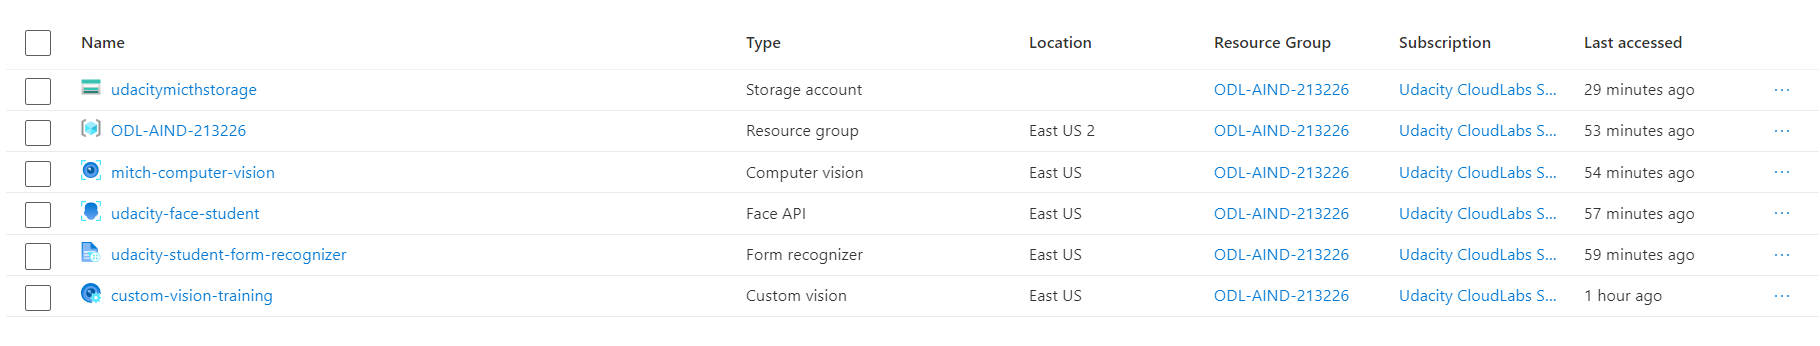 Name Type Location Resource Group Subscription Last accessed
udacitymicthstorage Storage account ODL-AIND-213226 Udacity CloudLabs S... 29 minutes ago ...
ODL-AIND-213226 Resource group East US 2 ODL-AIND-213226 Udacity CloudLabs S... 53 minutes ago ...
mitch-computer-vision Computer vision East US ODL-AIND-213226 Udacity CloudLabs S... 54 minutes ago ...
udacity-face-student Face API East US ODL-AIND-213226 Udacity CloudLabs S... 57 minutes ago ...
udacity-student-form-recognizer Form recognizer East US ODL-AIND-213226 Udacity CloudLabs S... 59 minutes ago ...
custom-vision-training Custom vision East US ODL-AIND-213226 Udacity CloudLabs S... 1 hour ago ...